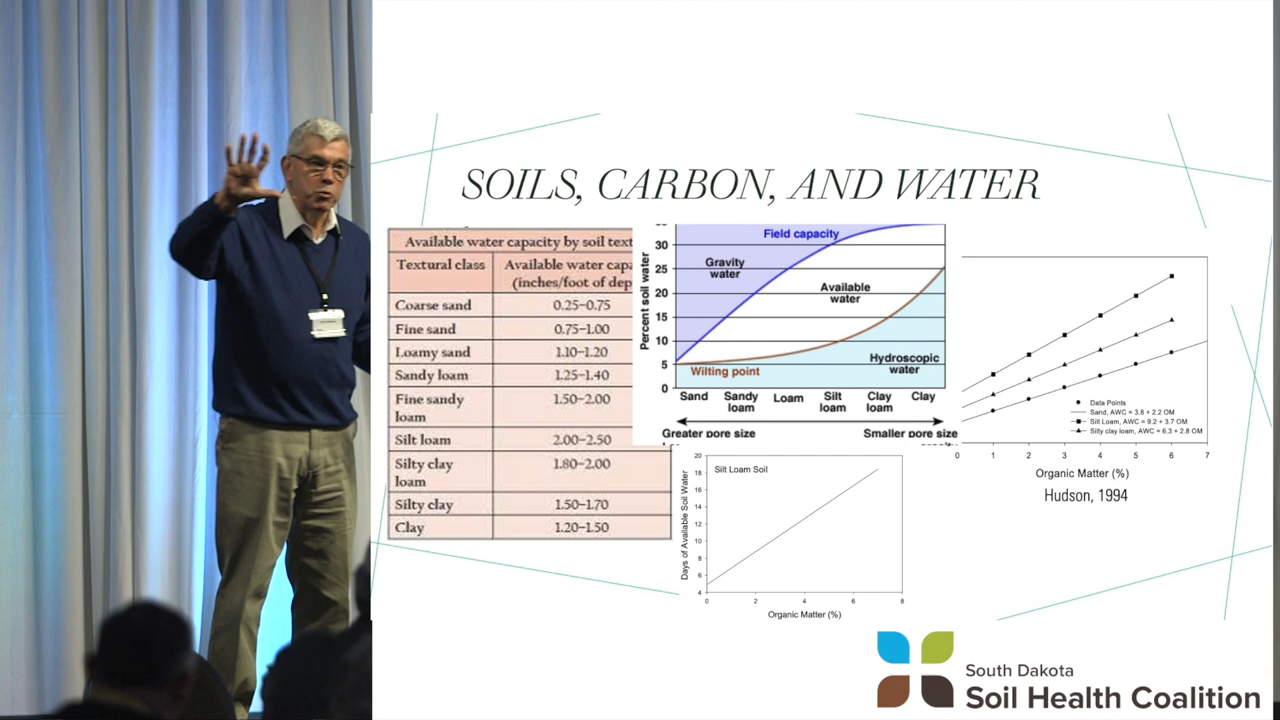 SOILS, CARBON, AND WATER
Available water capacity by soil text
Textural class
Available water capa
(inches/foot of dep
Coarse sand 0.25–0.75
Fine sand 0.75–1.00
Loamy sand 1.10–1.20
Sandy loam 1.25–1.40
Fine sandy
loam
1.50–2.00
Silt loam 2.00–2.50
Silty clay
loam
1.80–2.00
Silty clay 1.50–1.70
Clay 1.20–1.50
Percent soil water
30
25
20
15
10
5
0
Field capacity
Gravity
water
Available
water
Hydroscopic
water
Wilting point
Sand
Sandy
loam
Loam
Silt
loam
Clay
loam
Clay
Greater pore size
Smaller pore size
Data Points
Sand, AWC = 3.8 + 2.2 OM
Silt Loam, AWC = 9.2 + 3.7 OM
Silty clay loam, AWC = 6.3 + 2.8 OM
0 1 2 3 4 5 6 7
Organic Matter (%)
Hudson, 1994
Silt Loam Soil
Days of Available Soil Water
20
18
16
14
12
10
8
6
4
0 2 4 6 8
Organic Matter (%)
South Dakota
Soil Health Coalition